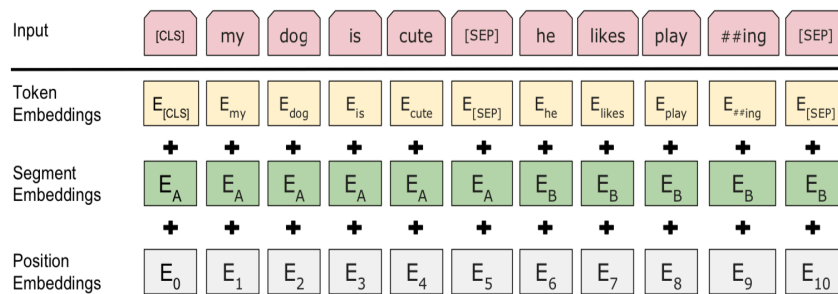 Input [CLS] my dog is cute [SEP] he likes play ##ing [SEP]
Token Embeddings E[CLS] Emy Edog Eis Ecute E[SEP] Ehe Elikes Eplay E##ing E[SEP]
+ + + + + + + + + + +
Segment Embeddings EA EA EA EA EA EA EB EB EB EB EB
+ + + + + + + + + + +
Position Embeddings E0 E1 E2 E3 E4 E5 E6 E7 E8 E9 E10